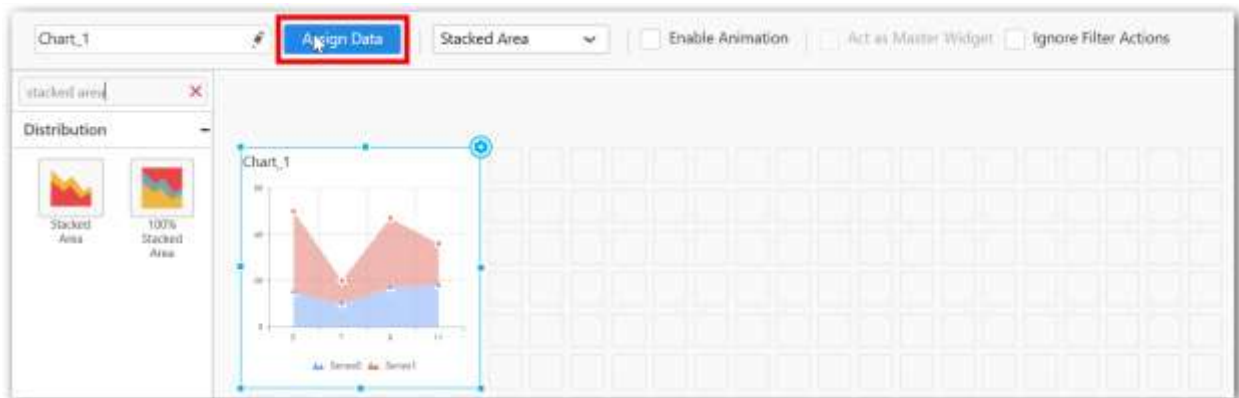 Chart_1
Assign Data
Stacked Area
Enable Animation
Act as Master Widget
Ignore Filter Actions
stacked area
Distribution
Stacked
Area
100%
Stacked
Area
Chart_1
Series0 Series1